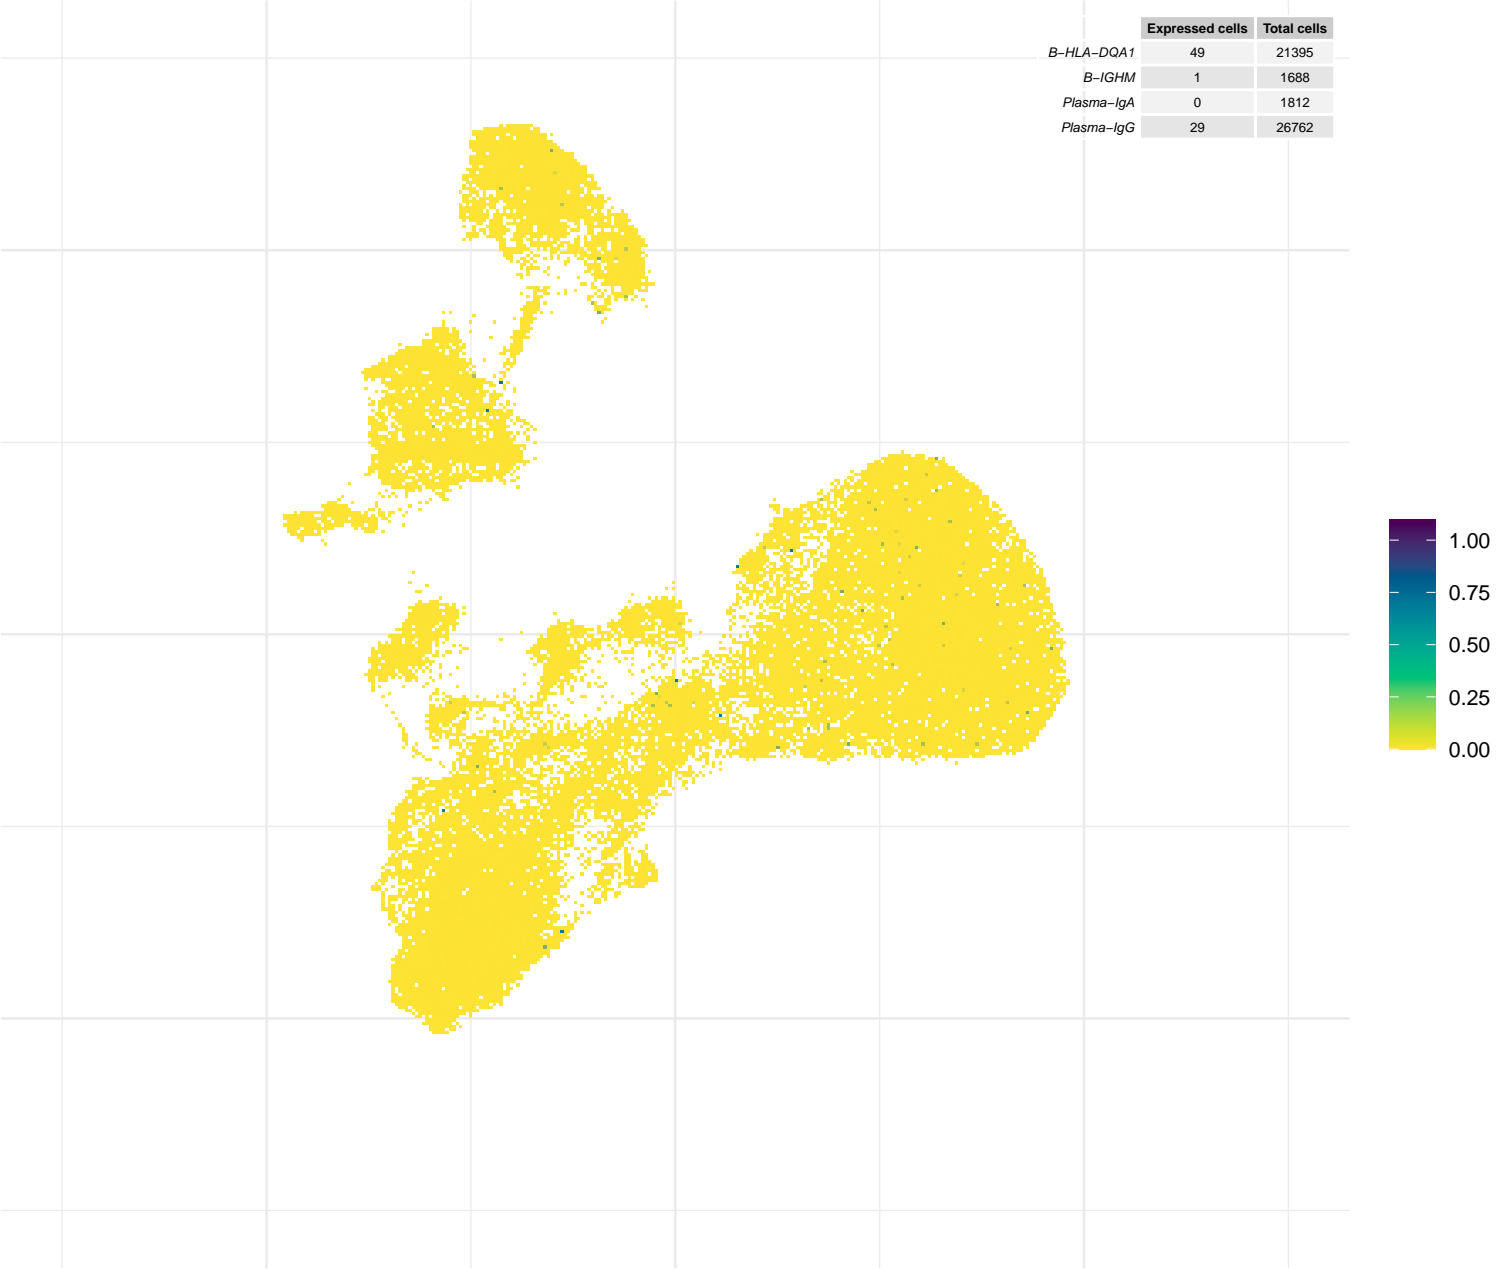 Expressed cells Total cells
B−HLA−DQA1 49 21395
B−IGHM 1 1688
Plasma−IgA 0 1812
Plasma−IgG 29 26762
1.00
0.75
0.50
0.25
0.00